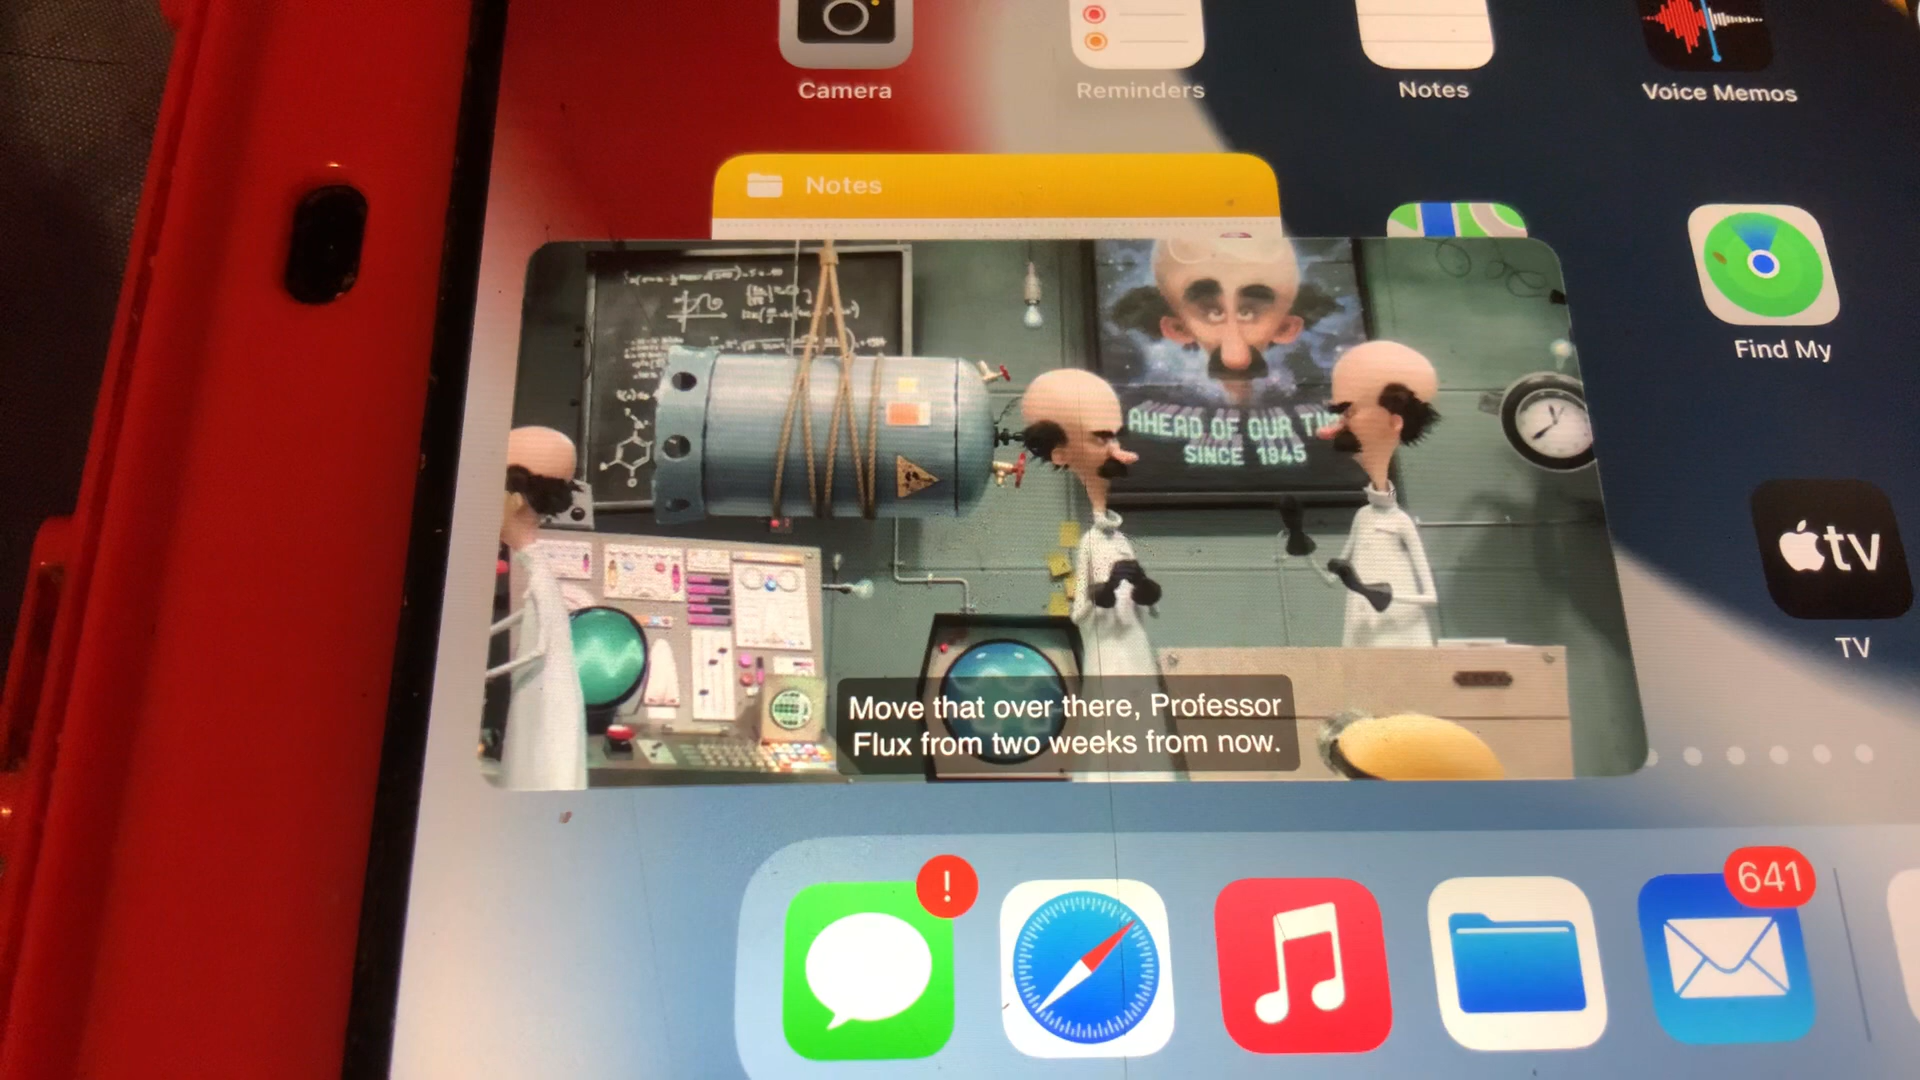 Camera
Reminders
Notes
Voice Memos
Notes
Find My
AHEAD OF OUR TIM
SINCE 1945
tv
TV
Move that over there, Professor
Flux from two weeks from now.
!
641